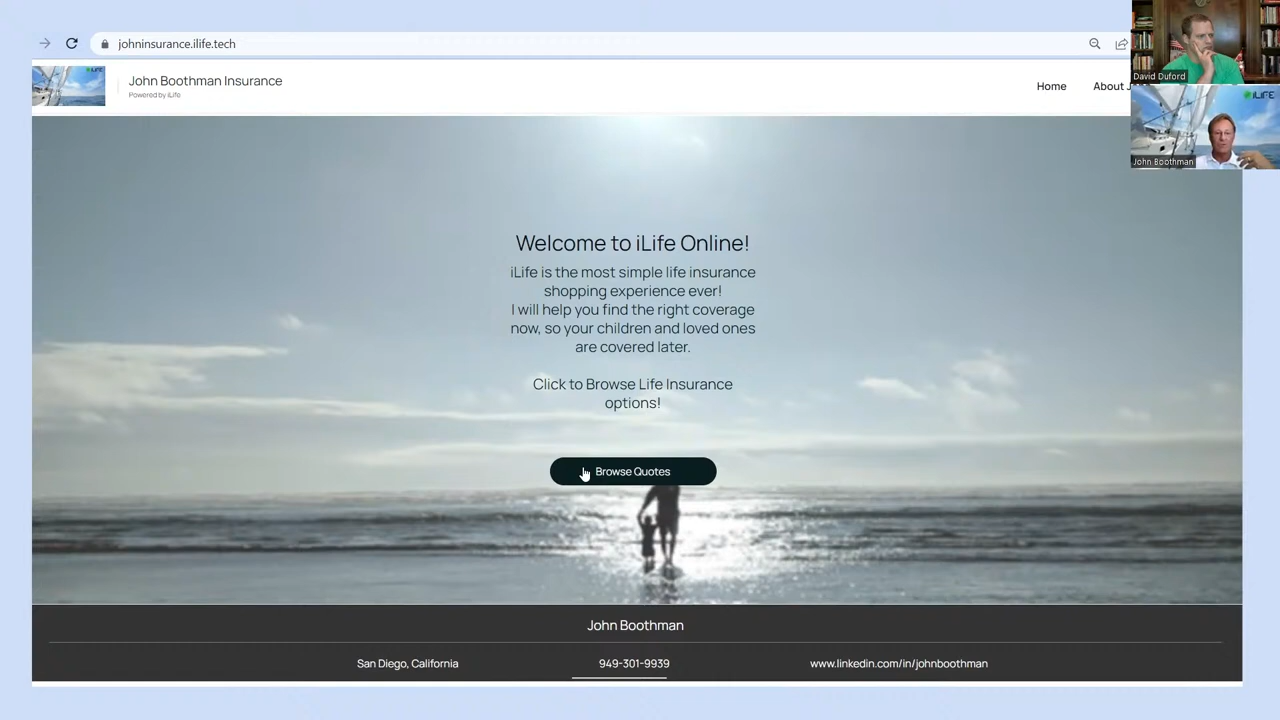 johninsurance.ilife.tech
John Boothman Insurance
Powered by iLife
Home
About
David Duford
iLIFE
John Boothman
Welcome to iLife Online!
iLife is the most simple life insurance
shopping experience ever!
I will help you find the right coverage
now, so your children and loved ones
are covered later.
Click to Browse Life Insurance
options!
Browse Quotes
John Boothman
San Diego, California
949-301-9939
www.linkedin.com/in/johnboothman